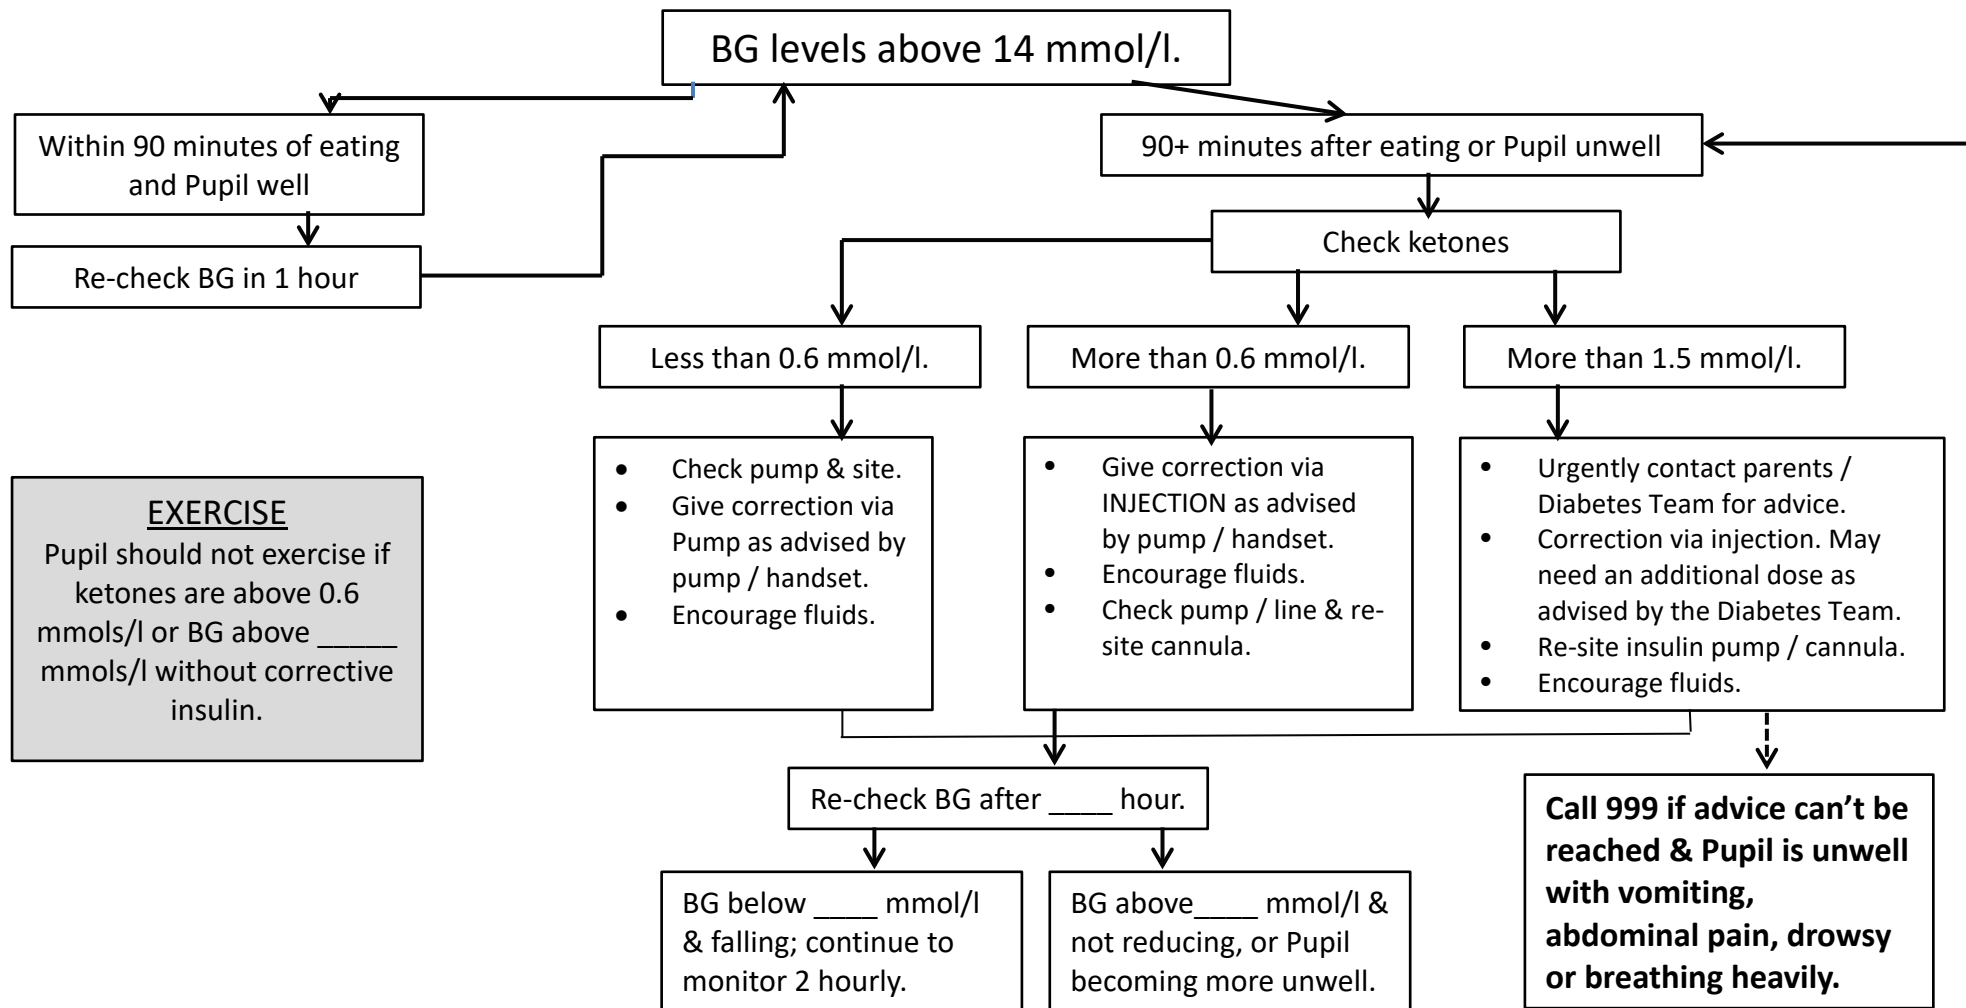 BG levels above 14 mmol/l.
Within 90 minutes of eating
and Pupil well
90+ minutes after eating or Pupil unwell
Re-check BG in 1 hour
Check ketones
Less than 0.6 mmol/l.
More than 0.6 mmol/l.
More than 1.5 mmol/l.
EXERCISE
Pupil should not exercise if
ketones are above 0.6
mmols/l or BG above _____
mmols/l without corrective
insulin.
• Check pump & site.
• Give correction via
Pump as advised by
pump / handset.
• Encourage fluids.
• Give correction via
INJECTION as advised
by pump / handset.
• Encourage fluids.
• Check pump / line & re-
site cannula.
• Urgently contact parents /
Diabetes Team for advice.
• Correction via injection. May
need an additional dose as
advised by the Diabetes Team.
• Re-site insulin pump / cannula.
• Encourage fluids.
Re-check BG after ____ hour.
BG below ____ mmol/l
& falling; continue to
monitor 2 hourly.
BG above____ mmol/l &
not reducing, or Pupil
becoming more unwell.
Call 999 if advice can’t be
reached & Pupil is unwell
with vomiting,
abdominal pain, drowsy
or breathing heavily.